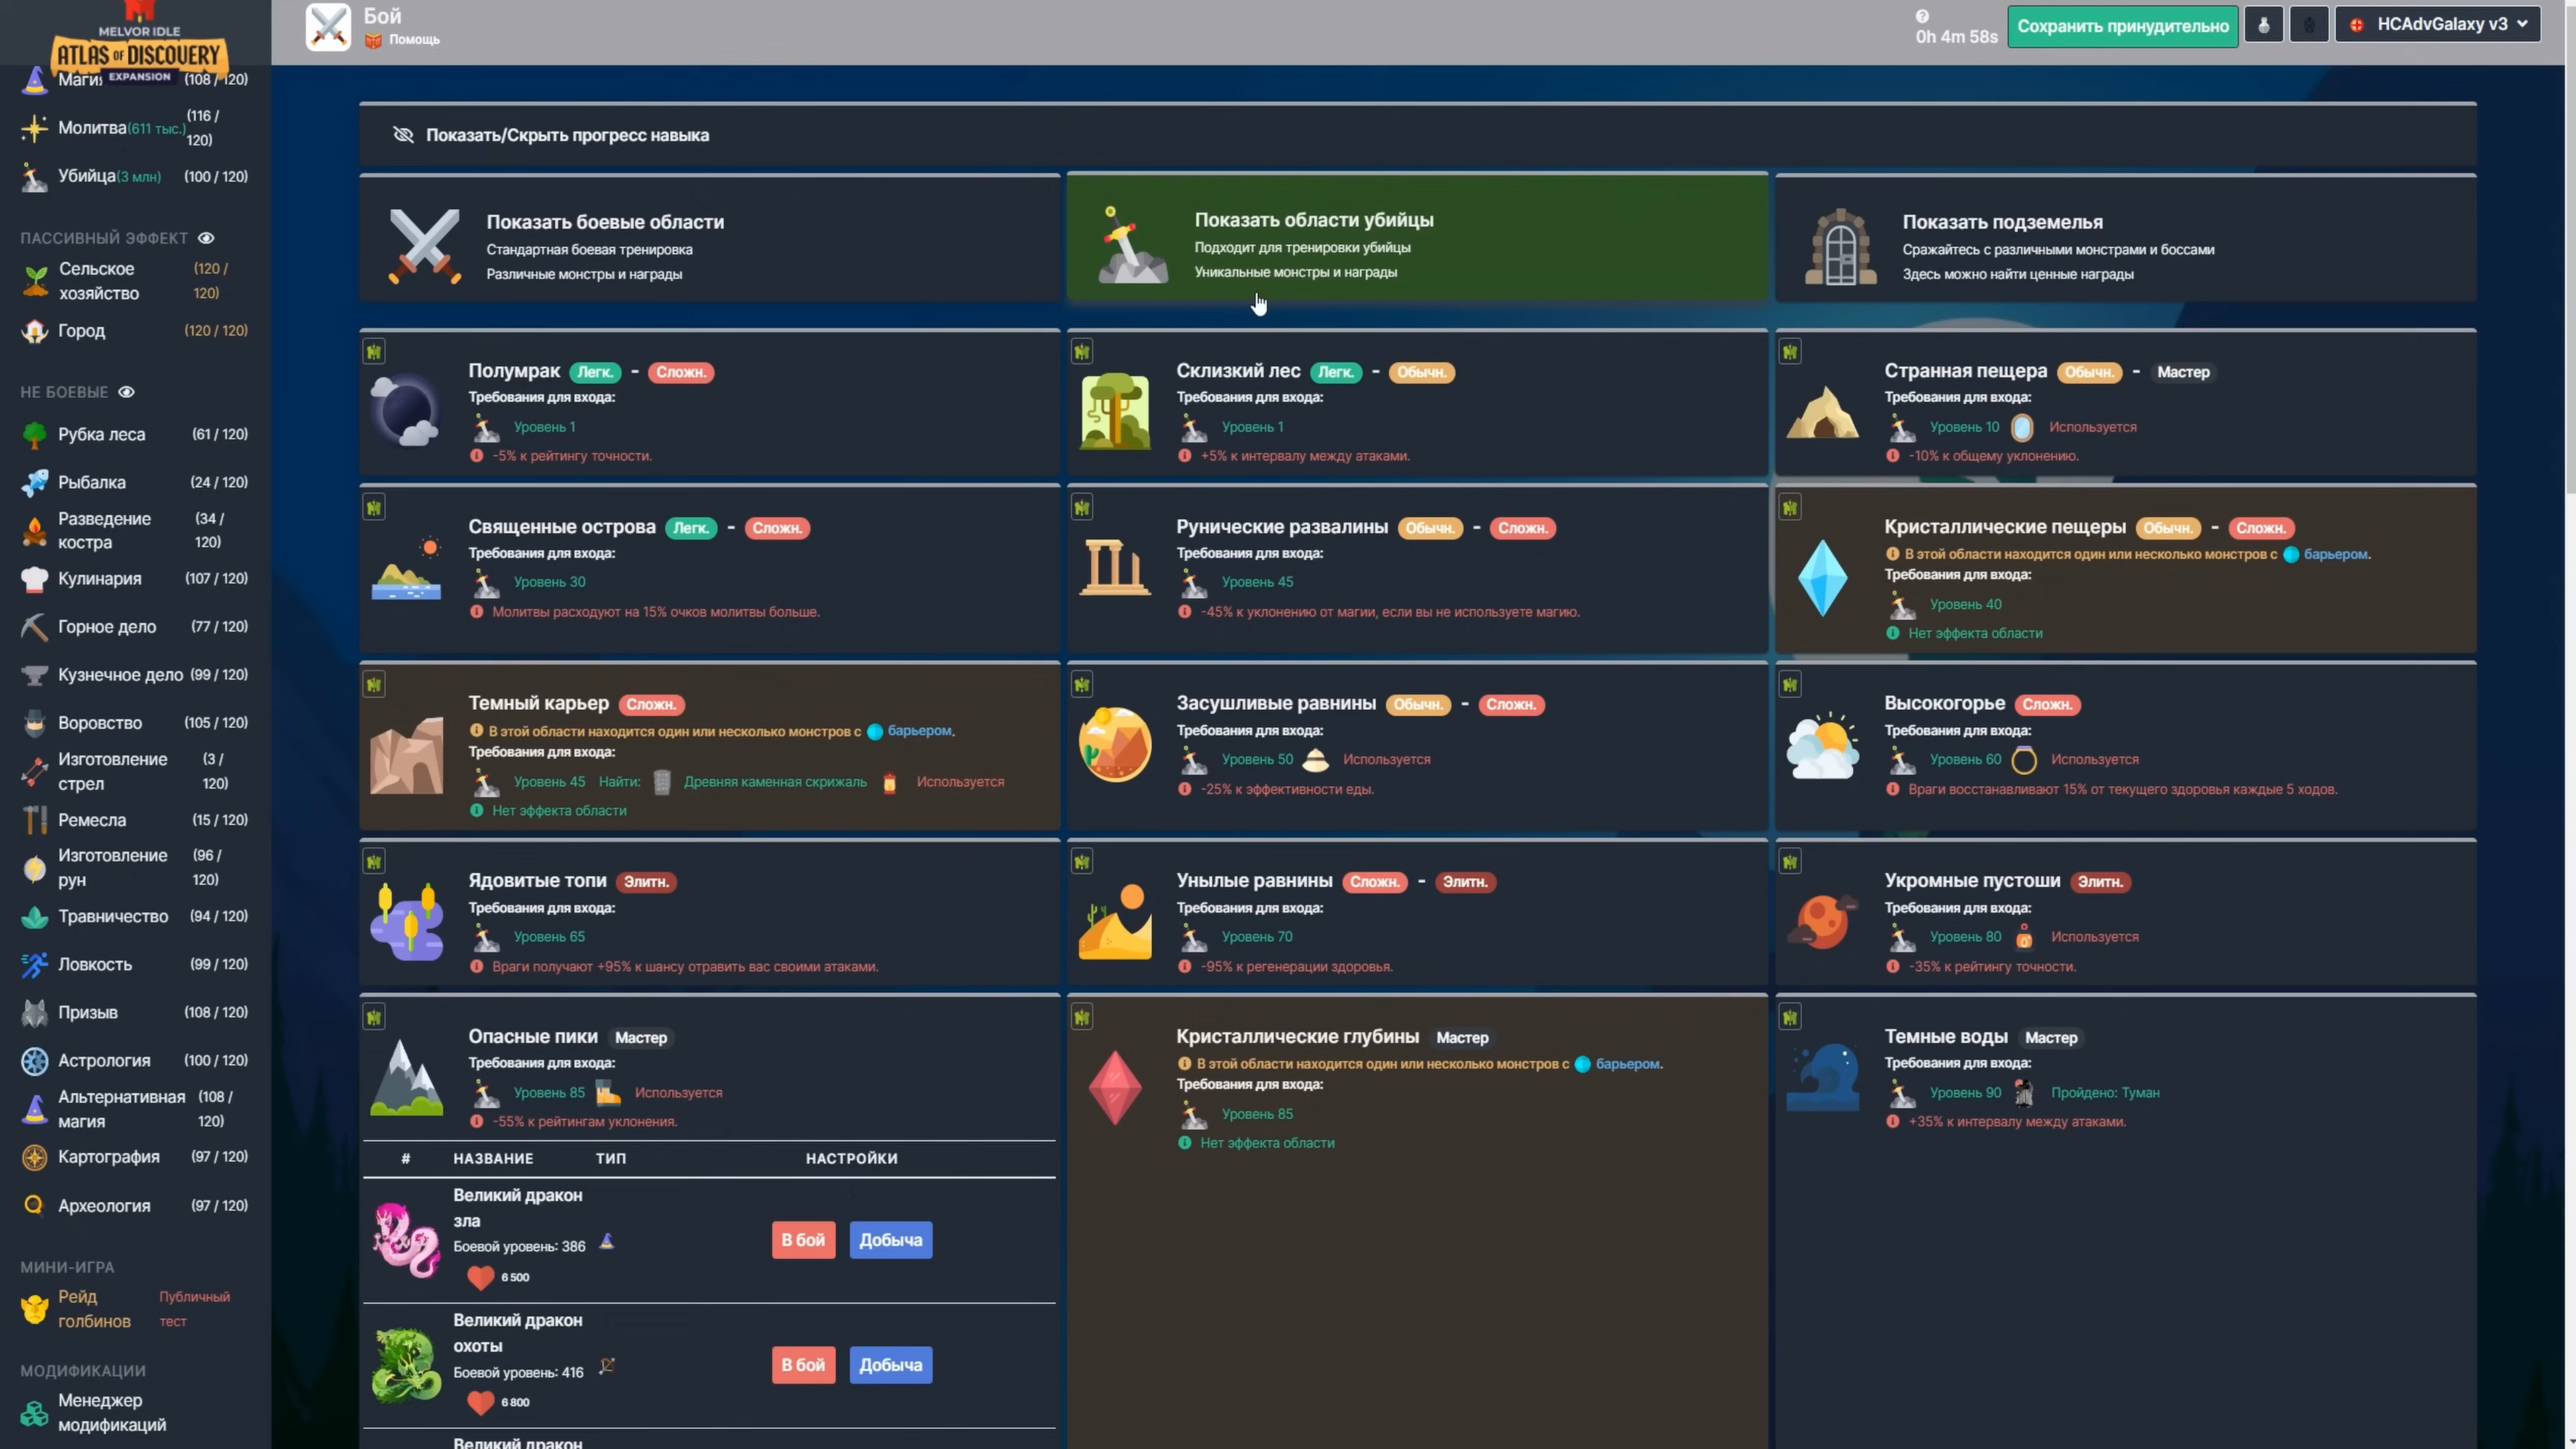 MELVOR IDLE
ATLAS OF DISCOVERY
EXPANSION
Магия (108 / 120)
Молитва (611 тыс.) (116 / 120)
Убийца (3 млн) (100 / 120)
ПАССИВНЫЙ ЭФФЕКТ
Сельское хозяйство (120 / 120)
Город (120 / 120)
НЕ БОЕВЫЕ
Рубка леса (61 / 120)
Рыбалка (24 / 120)
Разведение костра (34 / 120)
Кулинария (107 / 120)
Горное дело (77 / 120)
Кузнечное дело (99 / 120)
Воровство (105 / 120)
Изготовление стрел (3 / 120)
Ремесла (15 / 120)
Изготовление рун (96 / 120)
Травничество (94 / 120)
Ловкость (99 / 120)
Призыв (108 / 120)
Астрология (100 / 120)
Альтернативная магия (108 / 120)
Картография (97 / 120)
Археология (97 / 120)
МИНИ-ИГРА
Рейд голбинов Публичный тест
МОДИФИКАЦИИ
Менеджер модификаций
Бой
Помощь
0h 4m 58s
Сохранить принудительно
HCAdvGalaxy v3
Показать/Скрыть прогресс навыка
Показать боевые области
Стандартная боевая тренировка
Различные монстры и награды
Показать области убийцы
Подходит для тренировки убийцы
Уникальные монстры и награды
Показать подземелья
Сражайтесь с различными монстрами и боссами
Здесь можно найти ценные награды
Полумрак Легк. - Сложн.
Требования для входа:
Уровень 1
-5% к рейтингу точности.
Склизкий лес Легк. - Обычн.
Требования для входа:
Уровень 1
+5% к интервалу между атаками.
Странная пещера Обычн. - Мастер
Требования для входа:
Уровень 10 Используется
-10% к общему уклонению.
Священные острова Легк. - Сложн.
Требования для входа:
Уровень 30
Молитвы расходуют на 15% очков молитвы больше.
Рунические развалины Обычн. - Сложн.
Требования для входа:
Уровень 45
-45% к уклонению от магии, если вы не используете магию.
Кристаллические пещеры Обычн. - Сложн.
В этой области находится один или несколько монстров с барьером.
Требования для входа:
Уровень 40
Нет эффекта области
Темный карьер Сложн.
В этой области находится один или несколько монстров с барьером.
Требования для входа:
Уровень 45 Найти: Древняя каменная скрижаль Используется
Нет эффекта области
Засушливые равнины Обычн. - Сложн.
Требования для входа:
Уровень 50 Используется
-25% к эффективности еды.
Высокогорье Сложн.
Требования для входа:
Уровень 60 Используется
Враги восстанавливают 15% от текущего здоровья каждые 5 ходов.
Ядовитые топи Элитн.
Требования для входа:
Уровень 65
Враги получают +95% к шансу отравить вас своими атаками.
Унылые равнины Сложн. - Элитн.
Требования для входа:
Уровень 70
-95% к регенерации здоровья.
Укромные пустоши Элитн.
Требования для входа:
Уровень 80 Используется
-35% к рейтингу точности.
Опасные пики Мастер
Требования для входа:
Уровень 85 Используется
-55% к рейтингам уклонения.
Кристаллические глубины Мастер
В этой области находится один или несколько монстров с барьером.
Требования для входа:
Уровень 85
Нет эффекта области
Темные воды Мастер
Требования для входа:
Уровень 90 Пройдено: Туман
+35% к интервалу между атаками.
# НАЗВАНИЕ ТИП НАСТРОЙКИ
Великий дракон
зла
Боевой уровень: 386
6 500
В бой Добыча
Великий дракон
охоты
Боевой уровень: 416
6 800
В бой Добыча
Великий дракон